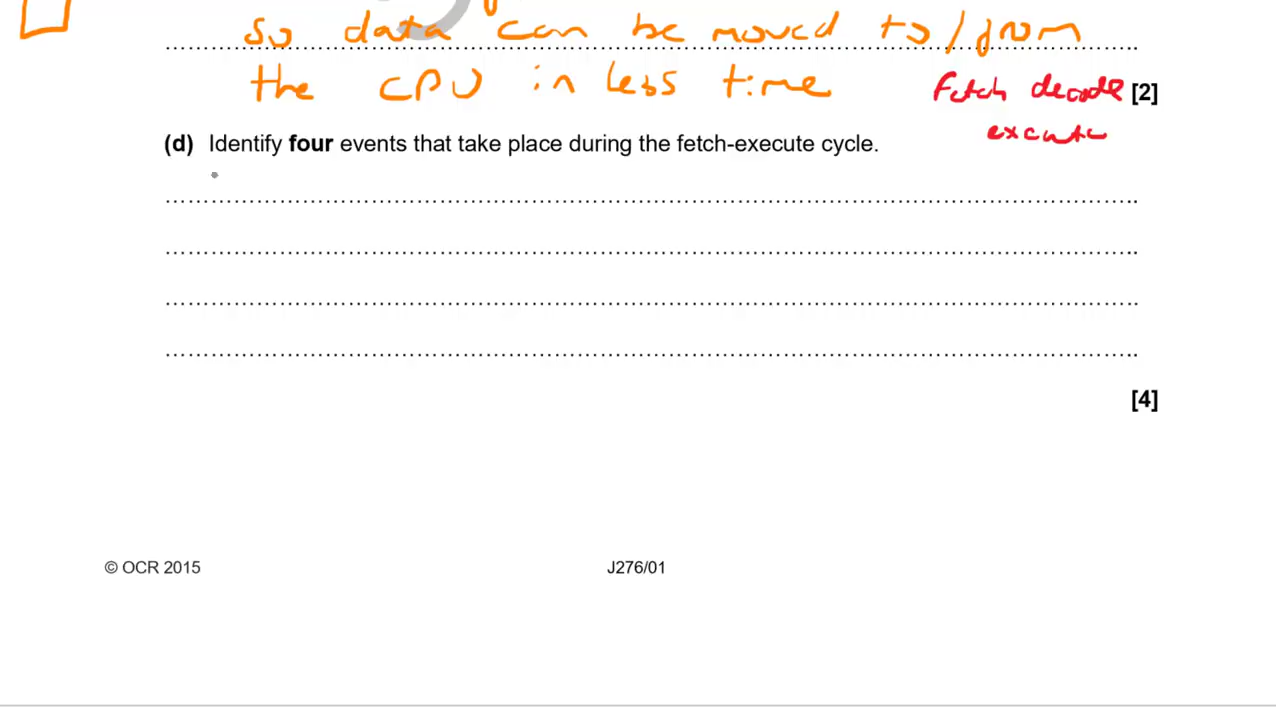 so data can be moved to/from
the CPU in less time
Fetch decode [2]
execute
(d) Identify four events that take place during the fetch-execute cycle.
[4]
© OCR 2015 J276/01